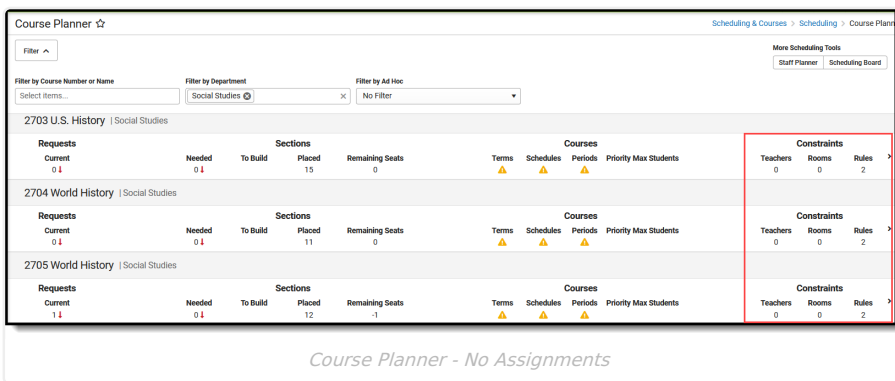 Course Planner ☆
Scheduling & Courses > Scheduling > Course Plann
Filter
More Scheduling Tools
Staff Planner Scheduling Board
Filter by Course Number or Name Filter by Department Filter by Ad Hoc
Select items... Social Studies × No Filter
2703 U.S. History | Social Studies
Requests Sections Courses Constraints
Current Needed To Build Placed Remaining Seats Terms Schedules Periods Priority Max Students Teachers Rooms Rules >
0↓ 0↓ 15 0 0 0 2
2704 World History | Social Studies
Requests Sections Courses Constraints
Current Needed To Build Placed Remaining Seats Terms Schedules Periods Priority Max Students Teachers Rooms Rules >
0↓ 0↓ 11 0 0 0 2
2705 World History | Social Studies
Requests Sections Courses Constraints
Current Needed To Build Placed Remaining Seats Terms Schedules Periods Priority Max Students Teachers Rooms Rules >
1↓ 0↓ 12 -1 0 0 2
Course Planner - No Assignments